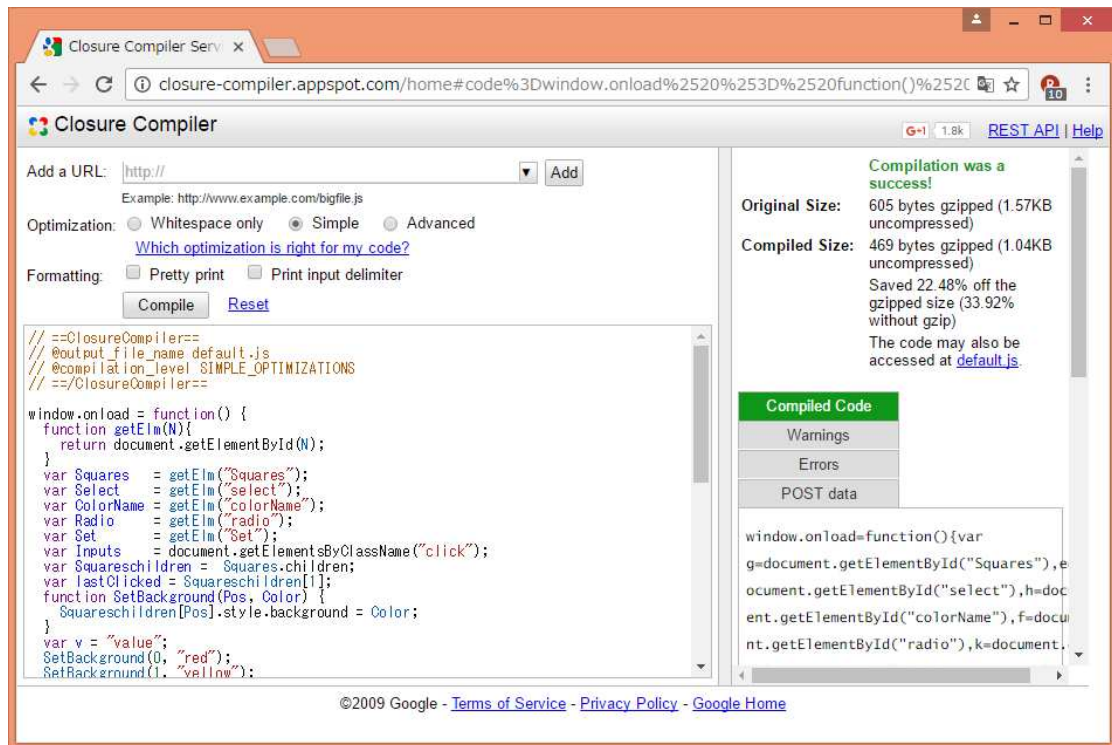 Closure Compiler Serv
closure-compiler.appspot.com/home#code%3Dwindow.onload%2520%253D%2520function()%2520
10
Closure Compiler
G+1 1.8k REST API | Help
Add a URL: http:// Add
Example: http://www.example.com/bigfile.js
Optimization: Whitespace only Simple Advanced
Which optimization is right for my code?
Formatting: Pretty print Print input delimiter
Compile Reset
// ==ClosureCompiler==
// @output_file_name default.js
// @compilation_level SIMPLE_OPTIMIZATIONS
// ==/ClosureCompiler==
window.onload = function() {
function getElm(N){
return document.getElementById(N);
}
var Squares = getElm("Squares");
var Select = getElm("select");
var ColorName = getElm("colorName");
var Radio = getElm("radio");
var Set = getElm("Set");
var Inputs = document.getElementsByClassName("click");
var Squareschildren = Squares.children;
var lastClicked = Squareschildren[1];
function SetBackground(Pos, Color) {
Squareschildren[Pos].style.background = Color;
}
var v = "value";
SetBackground(0, "red");
SetBackground(1, "yellow");
Compilation was a
success!
Original Size: 605 bytes gzipped (1.57KB
uncompressed)
Compiled Size: 469 bytes gzipped (1.04KB
uncompressed)
Saved 22.48% off the
gzipped size (33.92%
without gzip)
The code may also be
accessed at default.js.
Compiled Code
Warnings
Errors
POST data
window.onload=function(){var
g=document.getElementById("Squares"),e
ocument.getElementById("select"),h=doc
ent.getElementById("colorName"),f=docu
nt.getElementById("radio"),k=document.
©2009 Google - Terms of Service - Privacy Policy - Google Home